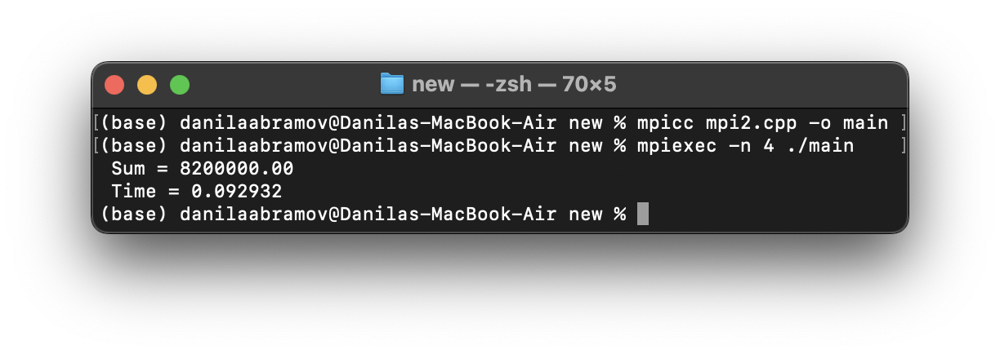 new — -zsh — 70×5
[(base) danilaabramov@Danilas-MacBook-Air new % mpicc mpi2.cpp -o main ]
[(base) danilaabramov@Danilas-MacBook-Air new % mpiexec -n 4 ./main ]
Sum = 8200000.00
Time = 0.092932
(base) danilaabramov@Danilas-MacBook-Air new %